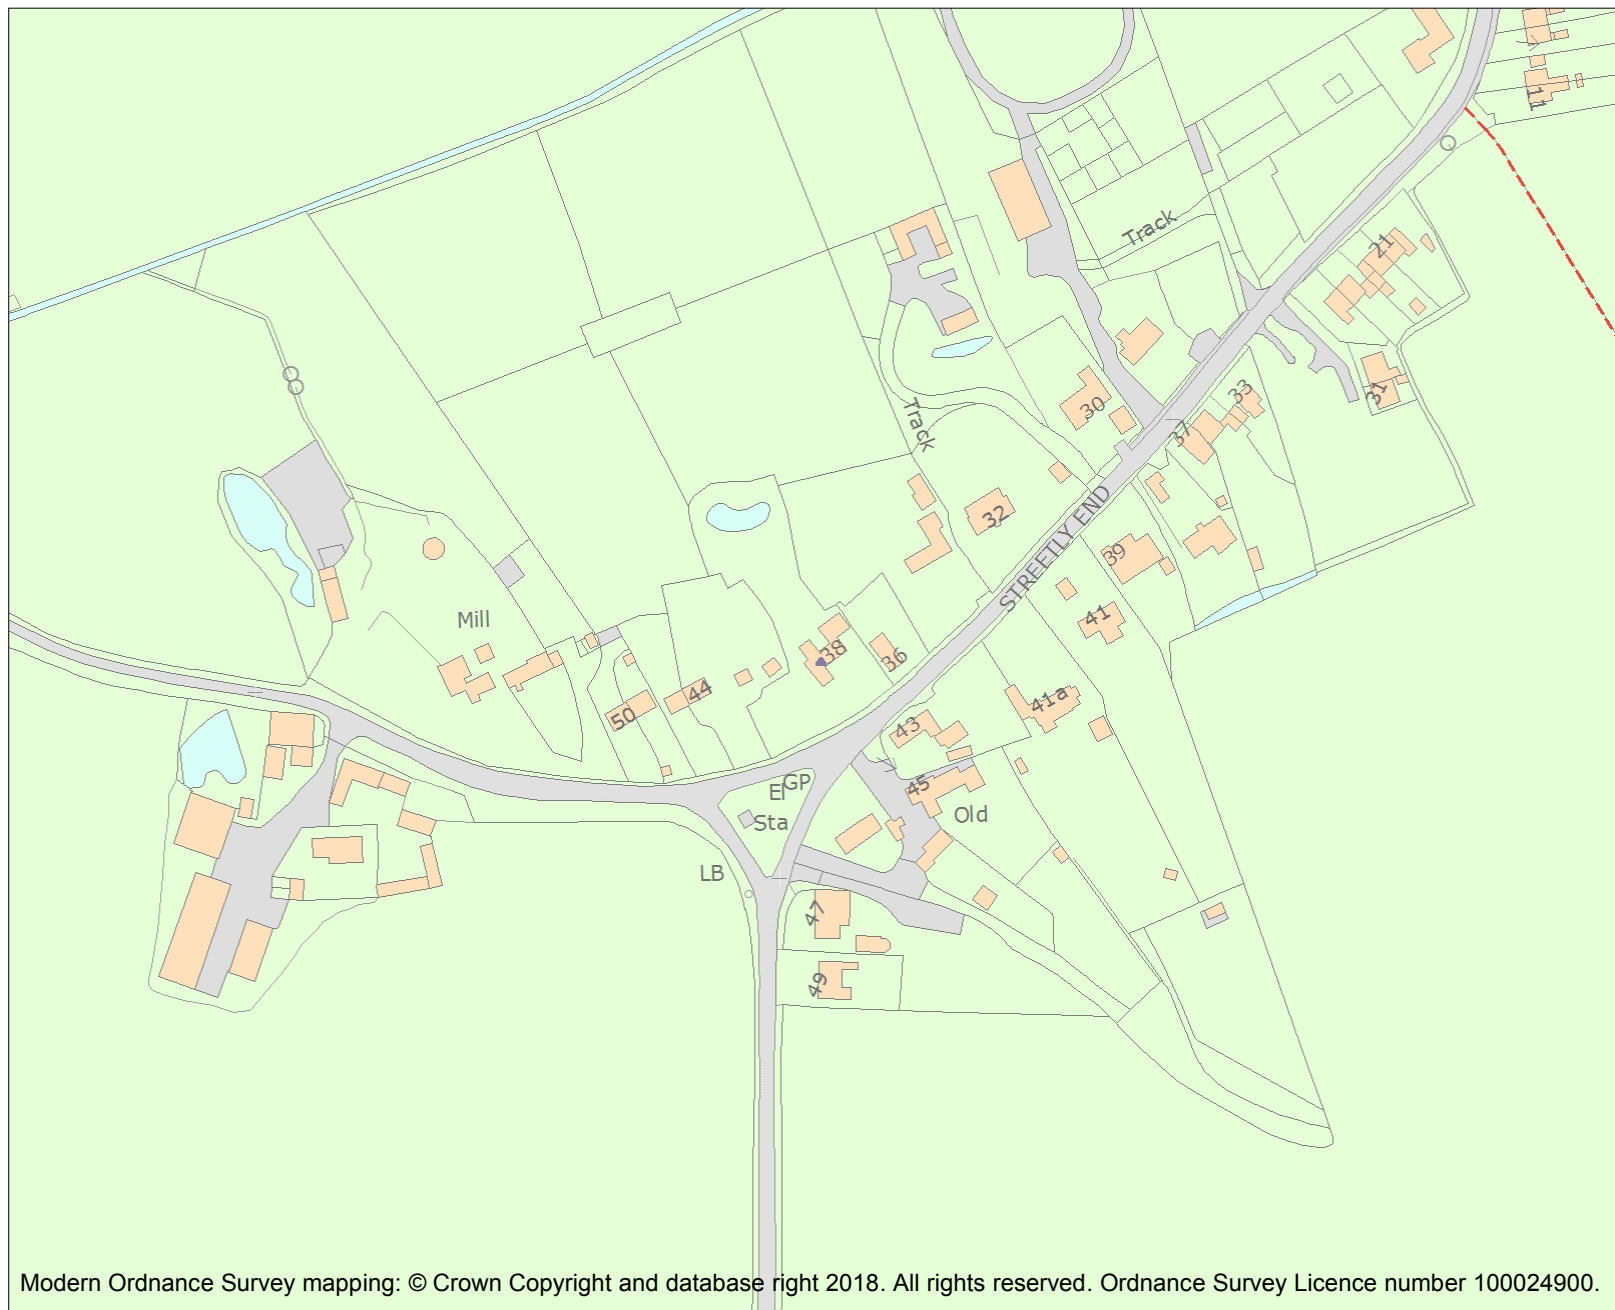 11
Track
21
31
33
30
37
Track
32
STREETLY END
39
41
Mill
38
36
44
50
41a
43
GP
El
Sta
45
Old
LB
47
49
Modern Ordnance Survey mapping: © Crown Copyright and database right 2018. All rights reserved. Ordnance Survey Licence number 100024900.